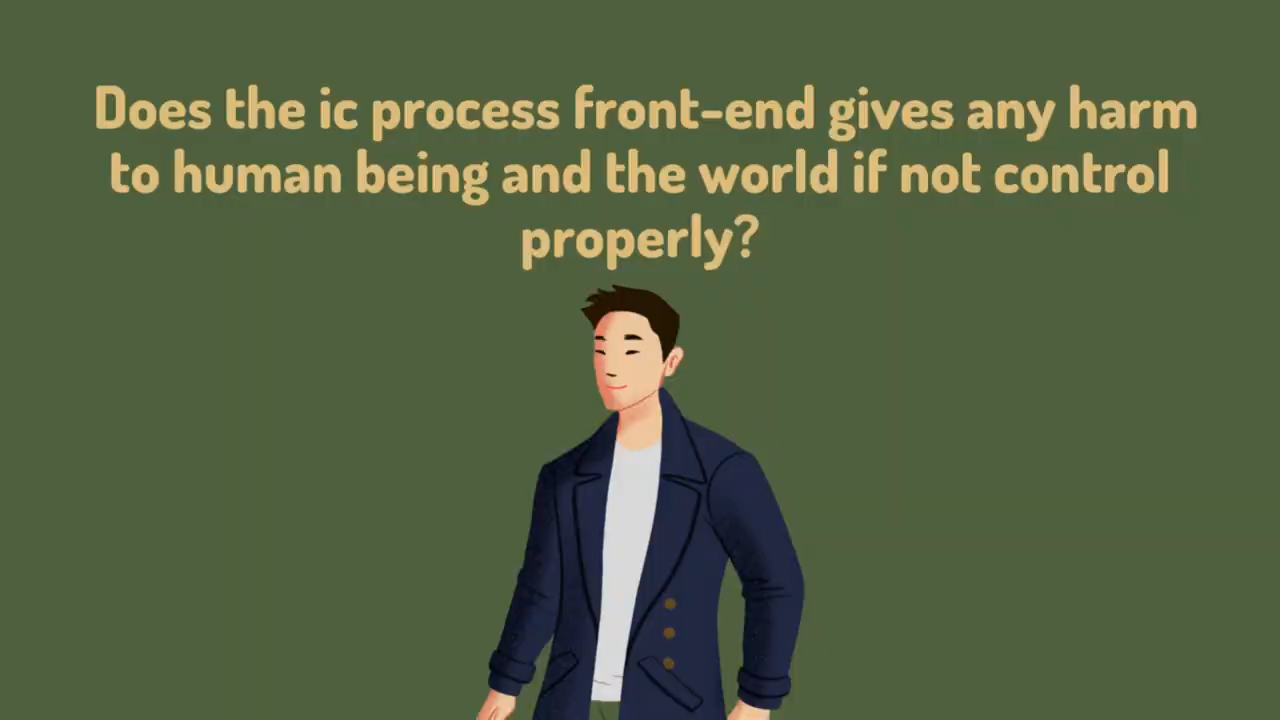 Does the ic process front-end gives any harm
to human being and the world if not control
properly?